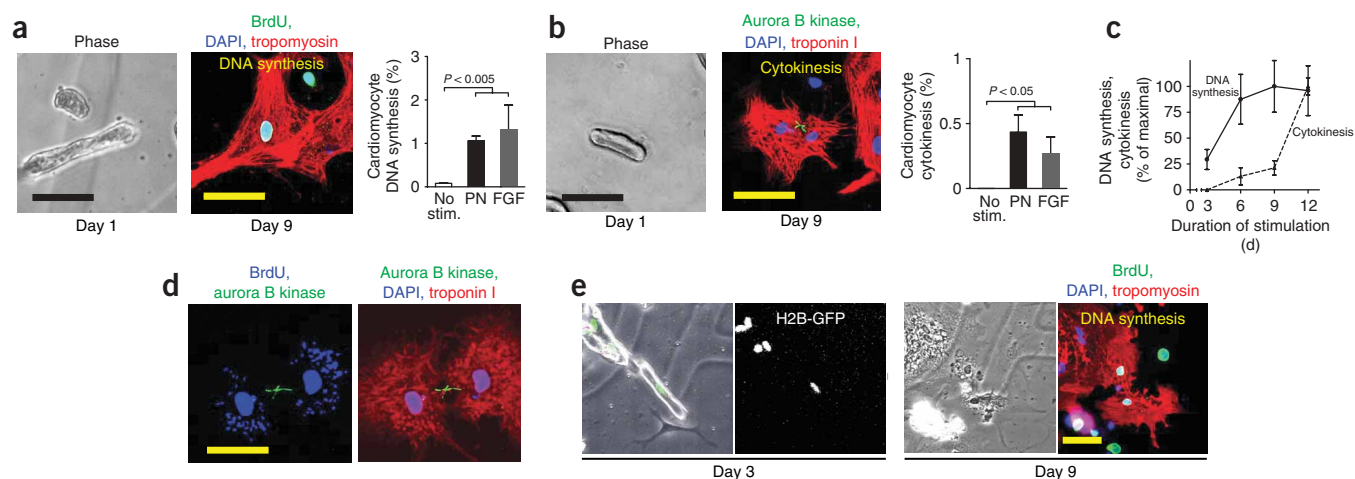 a
Phase
Day 1
BrdU,
DAPI, tropomyosin
DNA synthesis
Day 9
Cardiomyocyte
DNA synthesis (%)
3
2
1
0
P < 0.005
No
stim.
PN
FGF
b
Phase
Day 1
Aurora B kinase,
DAPI, troponin I
Cytokinesis
Day 9
Cardiomyocyte
cytokinesis (%)
1
0.5
0
P < 0.05
No
stim.
PN
FGF
c
DNA synthesis,
cytokinesis
(% of maximal)
100
75
50
25
0
DNA
synthesis
Cytokinesis
0 3 6 9 12
Duration of stimulation
(d)
d
BrdU,
aurora B kinase
Aurora B kinase,
DAPI, troponin I
e
H2B-GFP
Day 3
BrdU,
DAPI, tropomyosin
DNA synthesis
Day 9